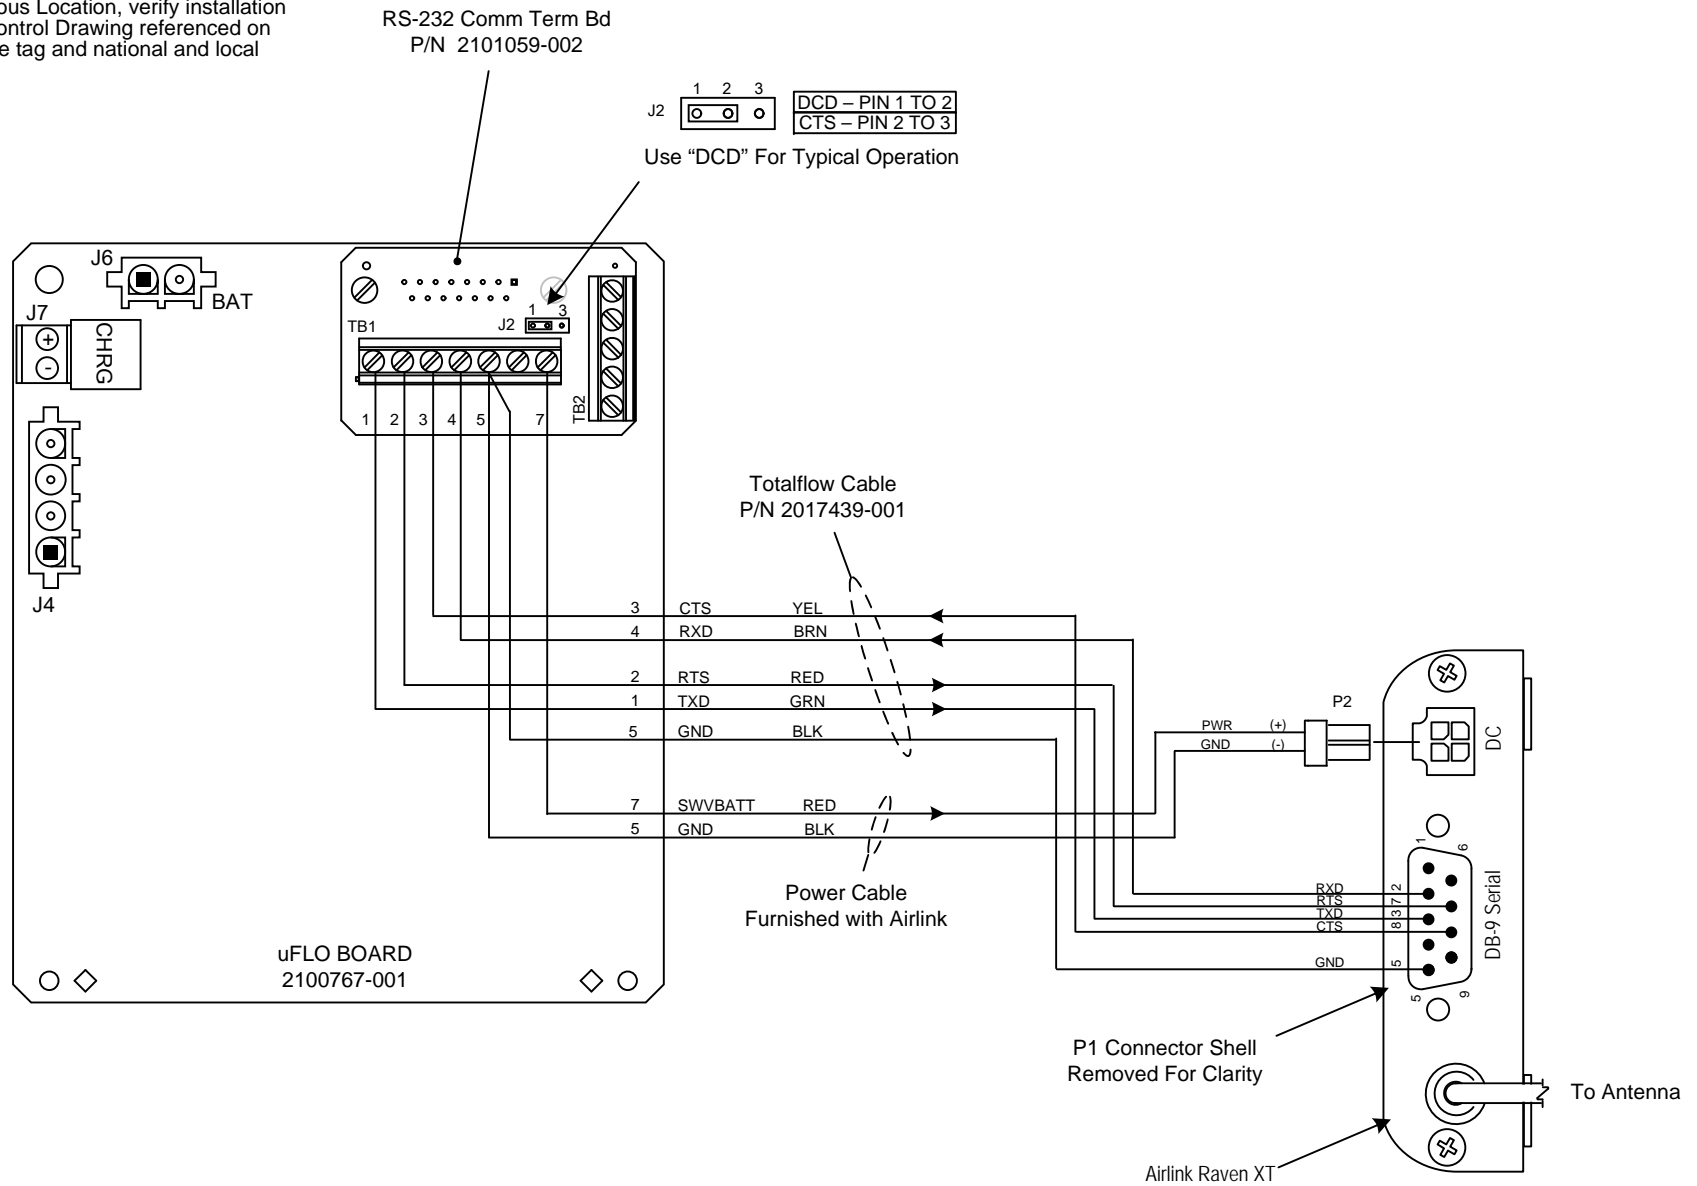 ous Location, verify installation
ontrol Drawing referenced on
e tag and national and local
RS-232 Comm Term Bd
P/N 2101059-002
1 2 3
J2
DCD – PIN 1 TO 2
CTS – PIN 2 TO 3
Use “DCD” For Typical Operation
J6
BAT
J7
+
-
CHRG
J4
TB1
J2
1 3
TB2
1 2 3 4 5 7
Totalflow Cable
P/N 2017439-001
3 CTS YEL
4 RXD BRN
2 RTS RED
1 TXD GRN
5 GND BLK
7 SWVBATT RED
5 GND BLK
Power Cable
Furnished with Airlink
uFLO BOARD
2100767-001
PWR (+)
GND (-)
P2
DC
1 6
RXD 2
RTS 7
TXD 3
CTS 8
GND 5
5 9
DB-9 Serial
P1 Connector Shell
Removed For Clarity
To Antenna
Airlink Raven XT